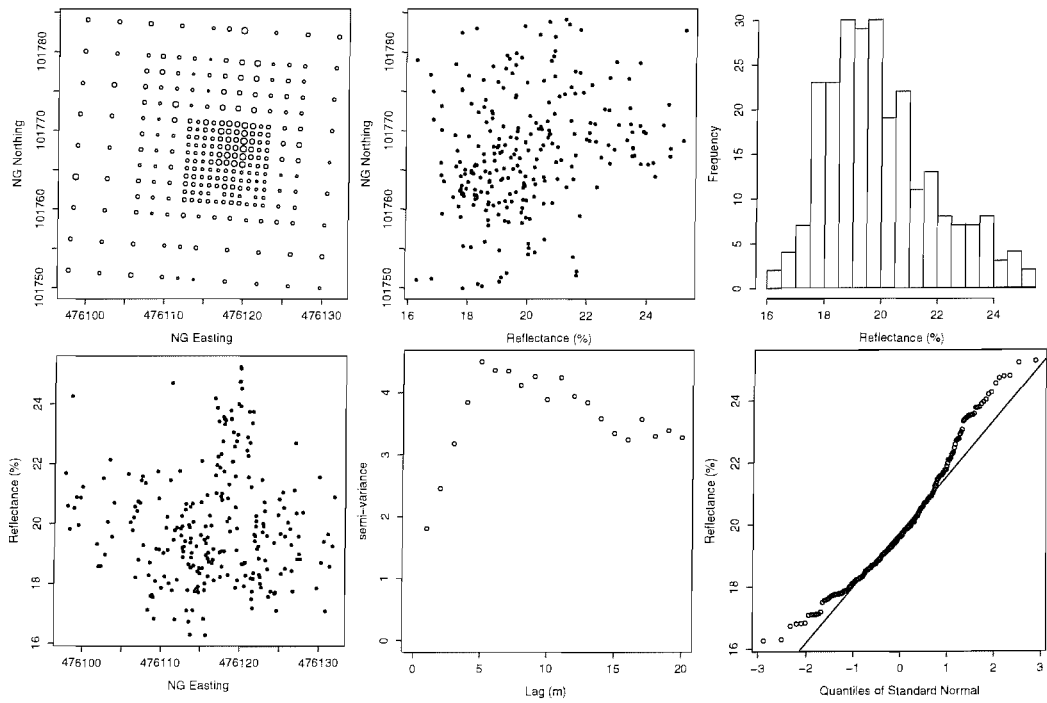 NG Northing
101780
101770
101760
101750
476100 476110 476120 476130
NG Easting
NG Northing
101780
101770
101760
101750
16 18 20 22 24
Reflectance (%)
Frequency
30
25
20
15
10
5
0
16 18 20 22 24
Reflectance (%)
Reflectance (%)
24
22
20
18
16
476100 476110 476120 476130
NG Easting
semi-variance
4
3
2
1
0
0 5 10 15 20
Lag (m)
Reflectance (%)
24
22
20
18
16
-3 -2 -1 0 1 2 3
Quantiles of Standard Normal